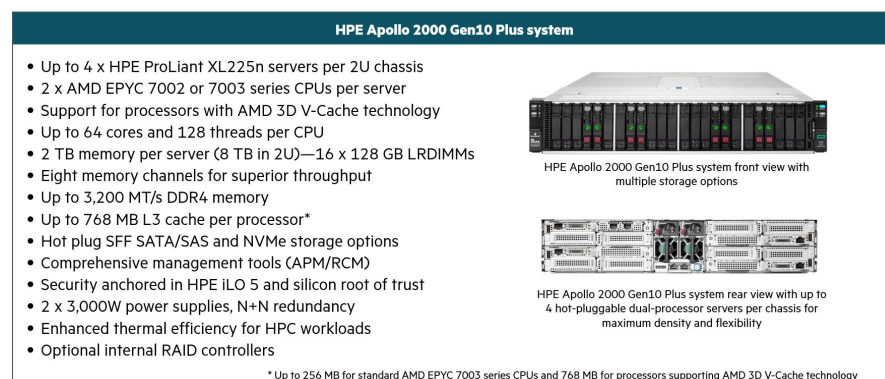 HPE Apollo 2000 Gen10 Plus system
• Up to 4 x HPE ProLiant XL225n servers per 2U chassis
• 2 x AMD EPYC 7002 or 7003 series CPUs per server
• Support for processors with AMD 3D V-Cache technology
• Up to 64 cores and 128 threads per CPU
• 2 TB memory per server (8 TB in 2U)—16 x 128 GB LRDIMMs
• Eight memory channels for superior throughput
• Up to 3,200 MT/s DDR4 memory
• Up to 768 MB L3 cache per processor*
• Hot plug SFF SATA/SAS and NVMe storage options
• Comprehensive management tools (APM/RCM)
• Security anchored in HPE iLO 5 and silicon root of trust
• 2 x 3,000W power supplies, N+N redundancy
• Enhanced thermal efficiency for HPC workloads
• Optional internal RAID controllers
HPE Apollo 2000 Gen10 Plus system front view with
multiple storage options
HPE Apollo 2000 Gen10 Plus system rear view with up to
4 hot-pluggable dual-processor servers per chassis for
maximum density and flexibility
* Up to 256 MB for standard AMD EPYC 7003 series CPUs and 768 MB for processors supporting AMD 3D V-Cache technology